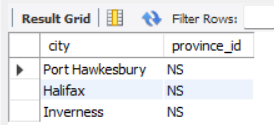 Result Grid Filter Rows:
city province_id
Port Hawkesbury NS
Halifax NS
Inverness NS